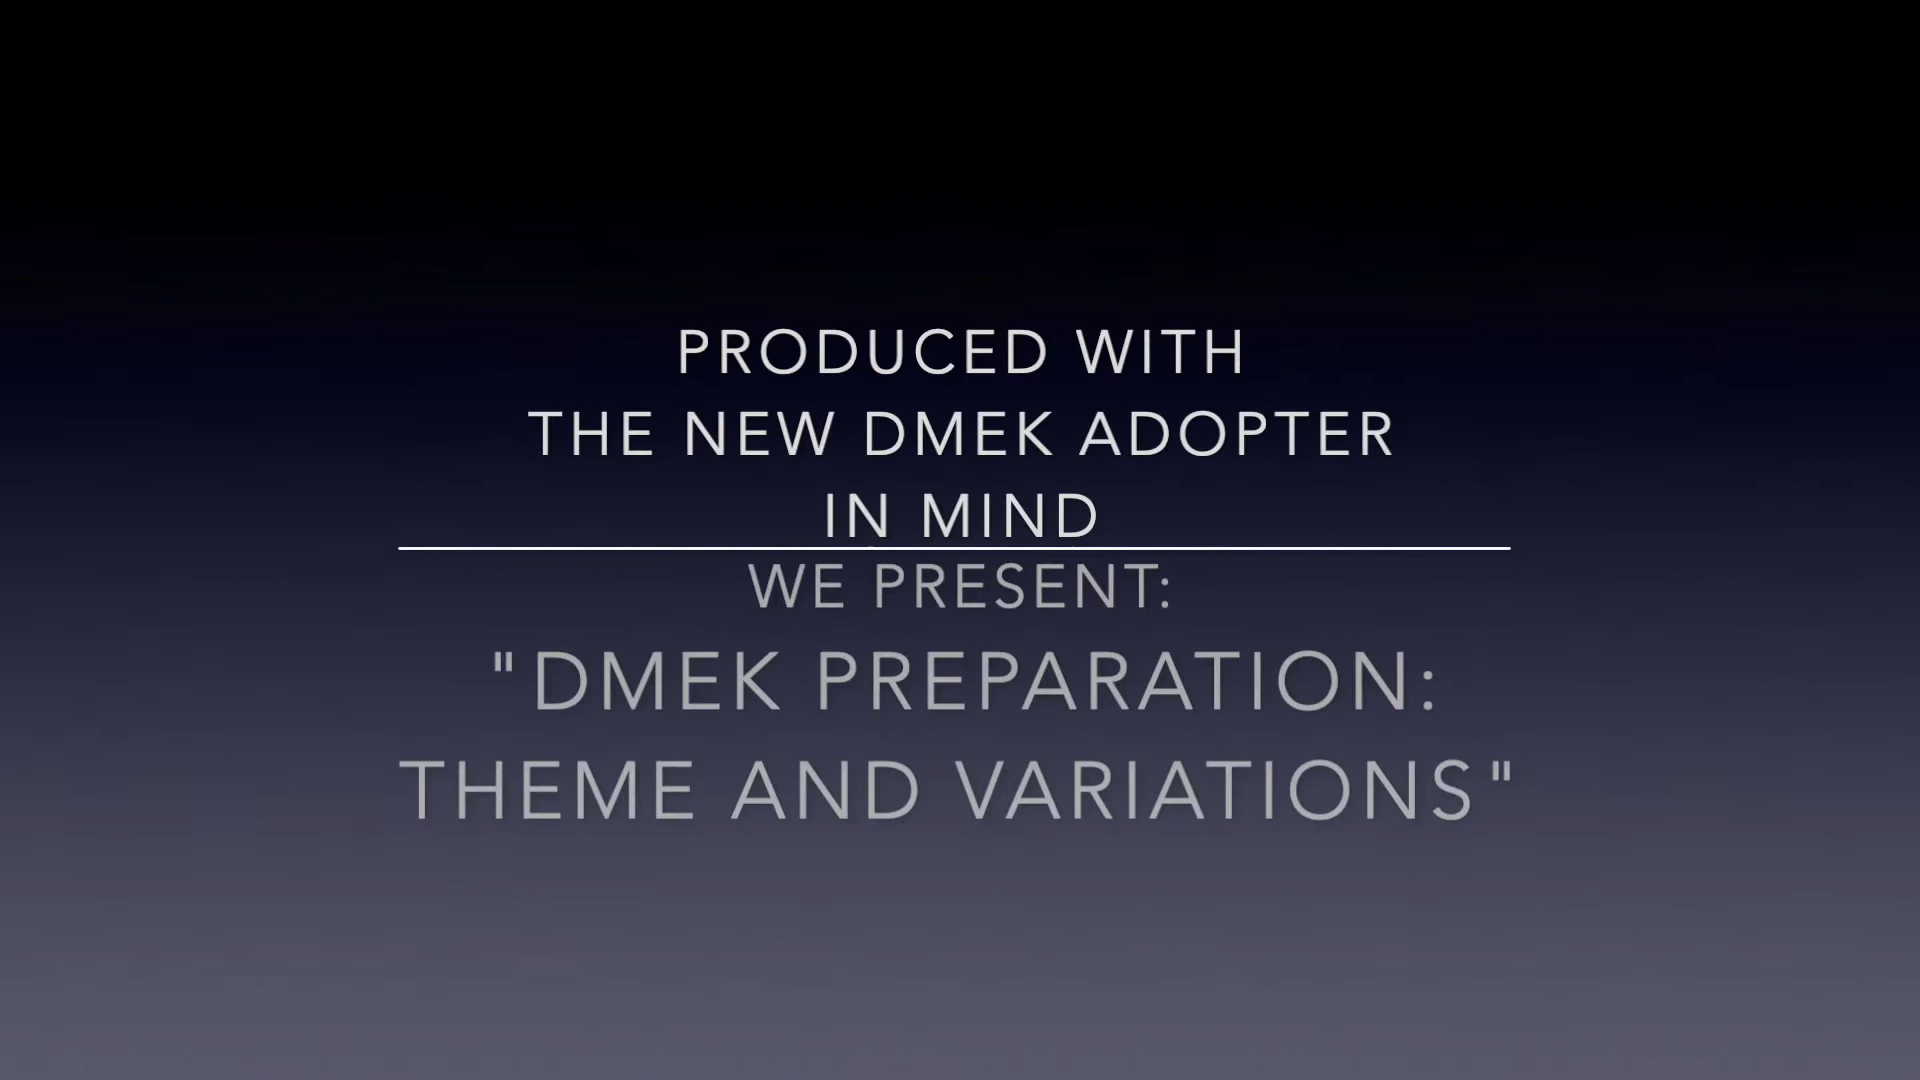 PRODUCED WITH
THE NEW DMEK ADOPTER
IN MIND
WE PRESENT:
"DMEK PREPARATION:
THEME AND VARIATIONS"